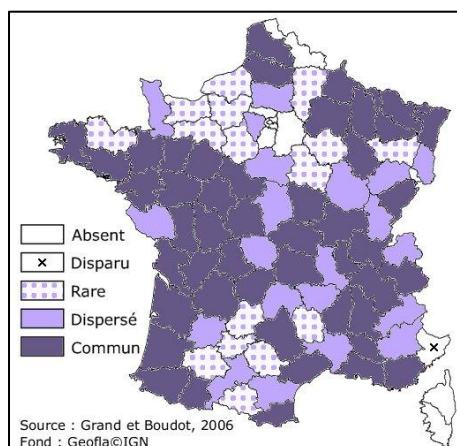 Absent
Disparu
Rare
Dispersé
Commun
Source : Grand et Boudot, 2006
Fond : Geofla©IGN